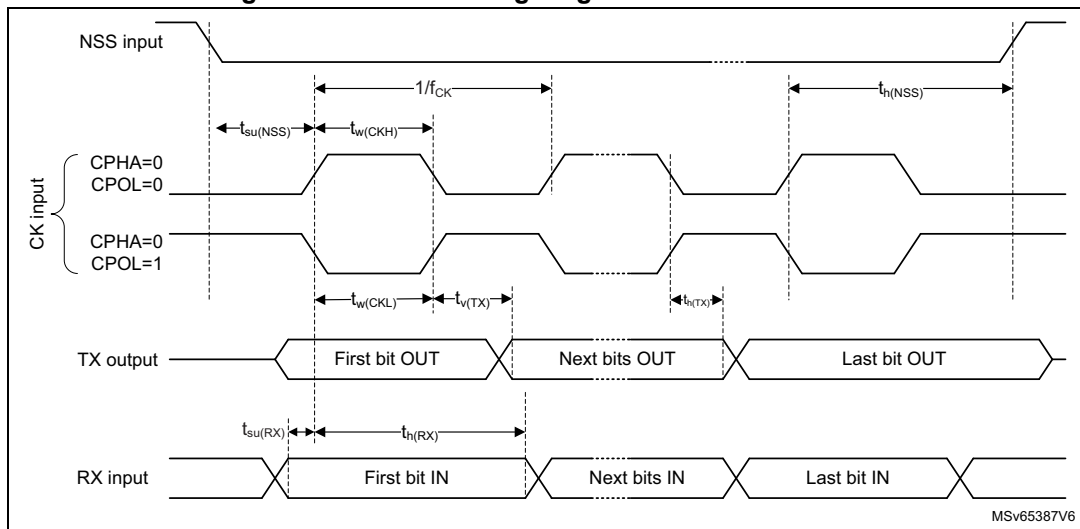 NSS input
1/fCK
th(NSS)
tsu(NSS)
tw(CKH)
CK input
CPHA=0
CPOL=0
CPHA=0
CPOL=1
tw(CKL)
tv(TX)
th(TX)
TX output
First bit OUT
Next bits OUT
Last bit OUT
tsu(RX)
th(RX)
RX input
First bit IN
Next bits IN
Last bit IN
MSv65387V6